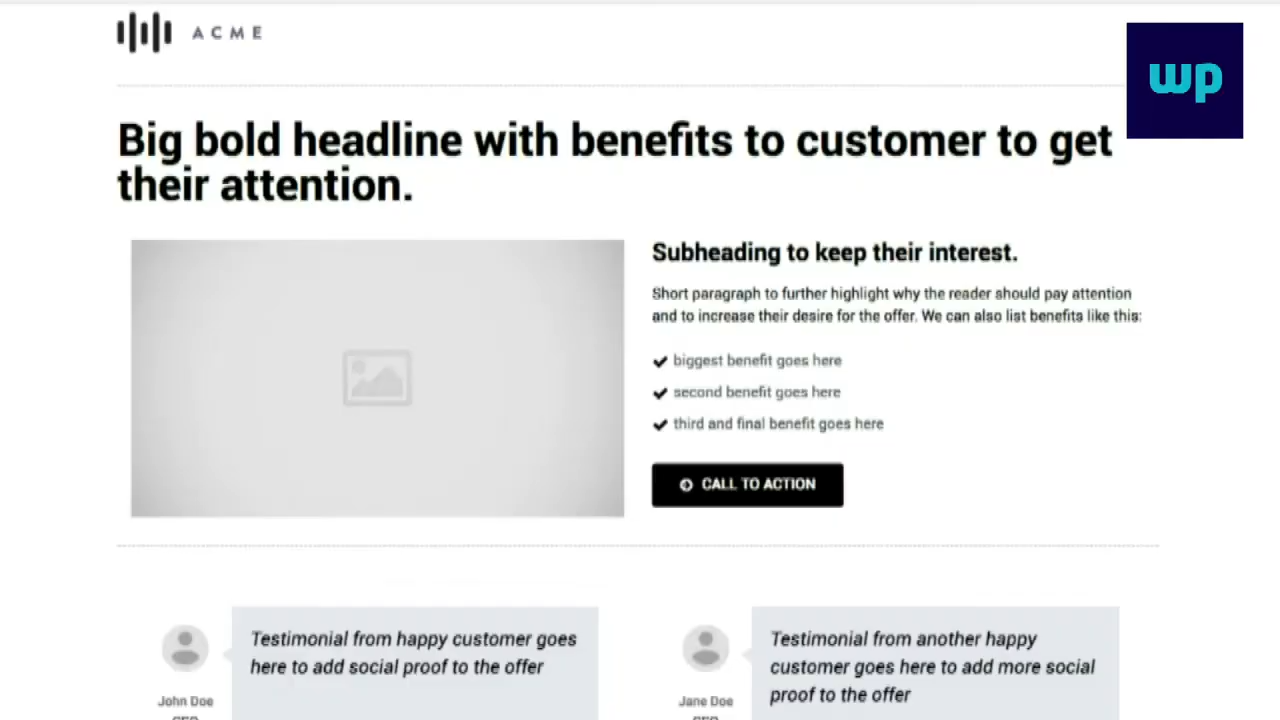 ACME
wp
Big bold headline with benefits to customer to get
their attention.
Subheading to keep their interest.
Short paragraph to further highlight why the reader should pay attention
and to increase their desire for the offer. We can also list benefits like this:
biggest benefit goes here
second benefit goes here
third and final benefit goes here
CALL TO ACTION
Testimonial from happy customer goes
here to add social proof to the offer
John Doe
Testimonial from another happy
customer goes here to add more social
proof to the offer
Jane Doe